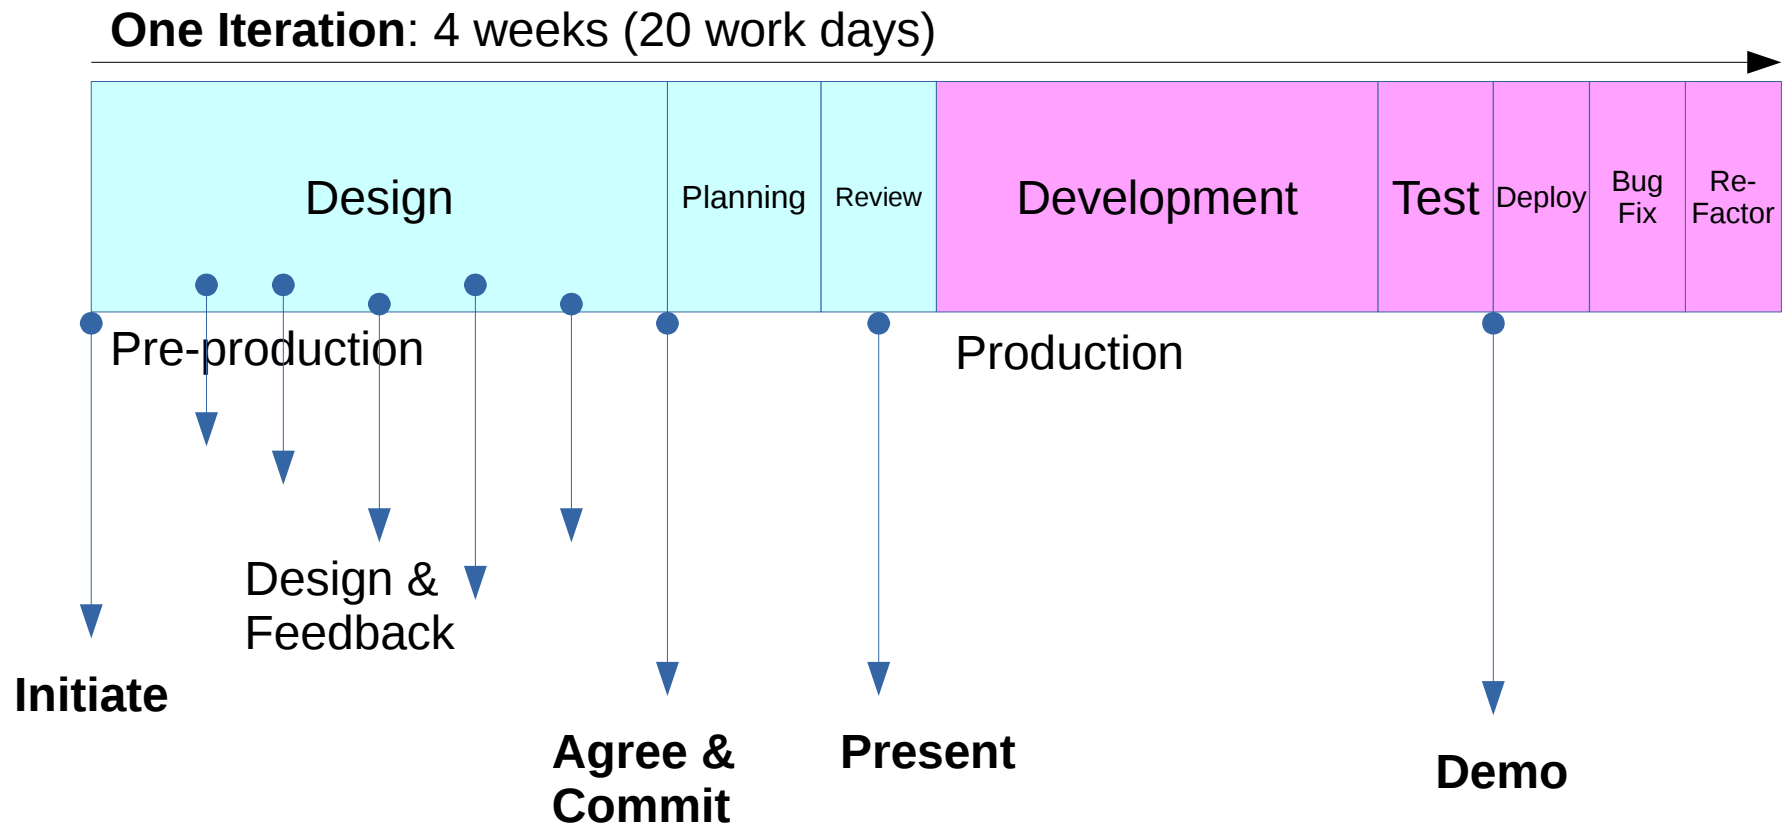 One Iteration: 4 weeks (20 work days)
Design
Planning
Review
Development
Test
Deploy
Bug
Fix
Re-
Factor
Pre-production
Production
Design &
Feedback
Initiate
Agree &
Commit
Present
Demo